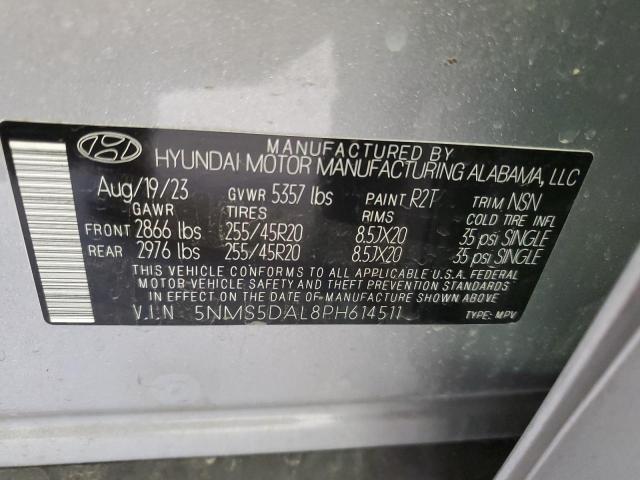 MANUFACTURED BY
HYUNDAI MOTOR MANUFACTURING ALABAMA, LLC
Aug/19/23 GVWR 5357 lbs PAINT R2T TRIM NSN
GAWR TIRES RIMS COLD TIRE INFL
FRONT 2866 lbs 255/45R20 8.5JX20 35 psi SINGLE
REAR 2976 lbs 255/45R20 8.5JX20 35 psi SINGLE
THIS VEHICLE CONFORMS TO ALL APPLICABLE U.S.A. FEDERAL
MOTOR VEHICLE SAFETY AND THEFT PREVENTION STANDARDS
IN EFFECT ON THE DATE OF MANUFACTURE SHOWN ABOVE.
V.I.N 5NMS5DAL8PH614511 TYPE: MPV